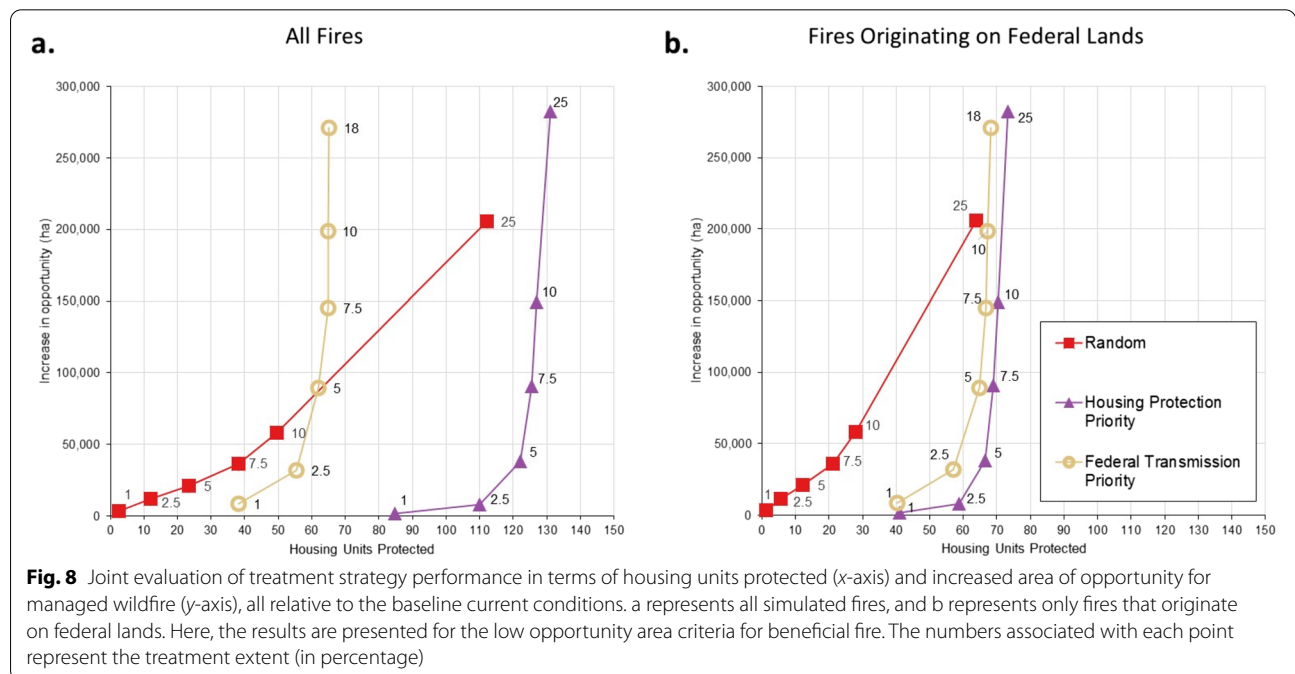 a.
All Fires
300,000
250,000
200,000
150,000
100,000
50,000
0
Increase in opportunity (ha)
0 10 20 30 40 50 60 70 80 90 100 110 120 130 140 150
Housing Units Protected
1
2.5
5
7.5
10
25
1
2.5
5
7.5
10
18
1
2.5
5
7.5
10
25
b.
Fires Originating on Federal Lands
300,000
250,000
200,000
150,000
100,000
50,000
0
Increase in opportunity (ha)
0 10 20 30 40 50 60 70 80 90 100 110 120 130 140 150
Housing Units Protected
1
2.5
5
7.5
10
25
1
2.5
5
7.5
10
18
1
2.5
5
7.5
10
25
Random
Housing Protection
Priority
Federal Transmission
Priority
Fig. 8 Joint evaluation of treatment strategy performance in terms of housing units protected (x-axis) and increased area of opportunity for
managed wildfire (y-axis), all relative to the baseline current conditions. a represents all simulated fires, and b represents only fires that originate
on federal lands. Here, the results are presented for the low opportunity area criteria for beneficial fire. The numbers associated with each point
represent the treatment extent (in percentage)